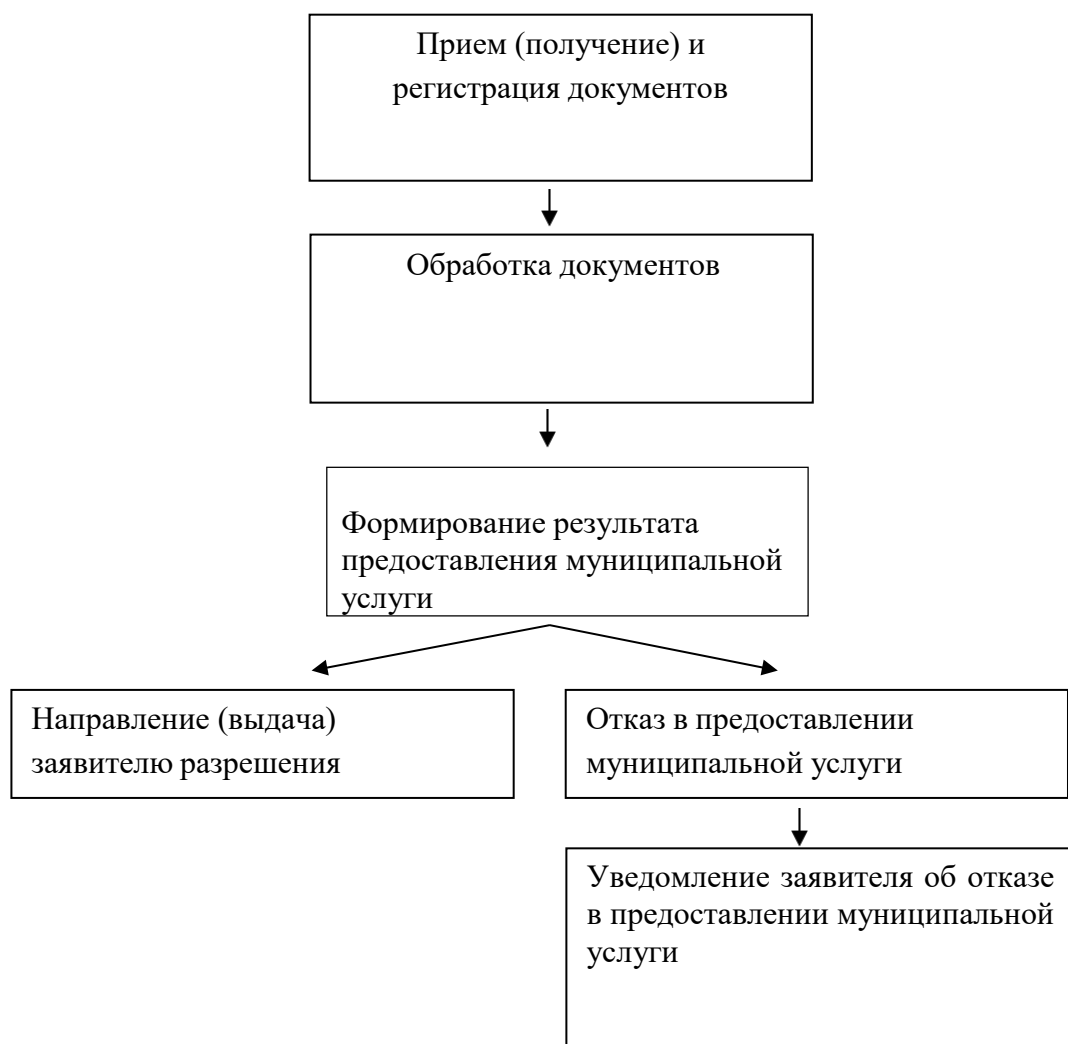 Прием (получение) и
регистрация документов
Обработка документов
Формирование результата
предоставления муниципальной
услуги
Направление (выдача)
заявителю разрешения
Отказ в предоставлении
муниципальной услуги
Уведомление заявителя об отказе
в предоставлении муниципальной
услуги